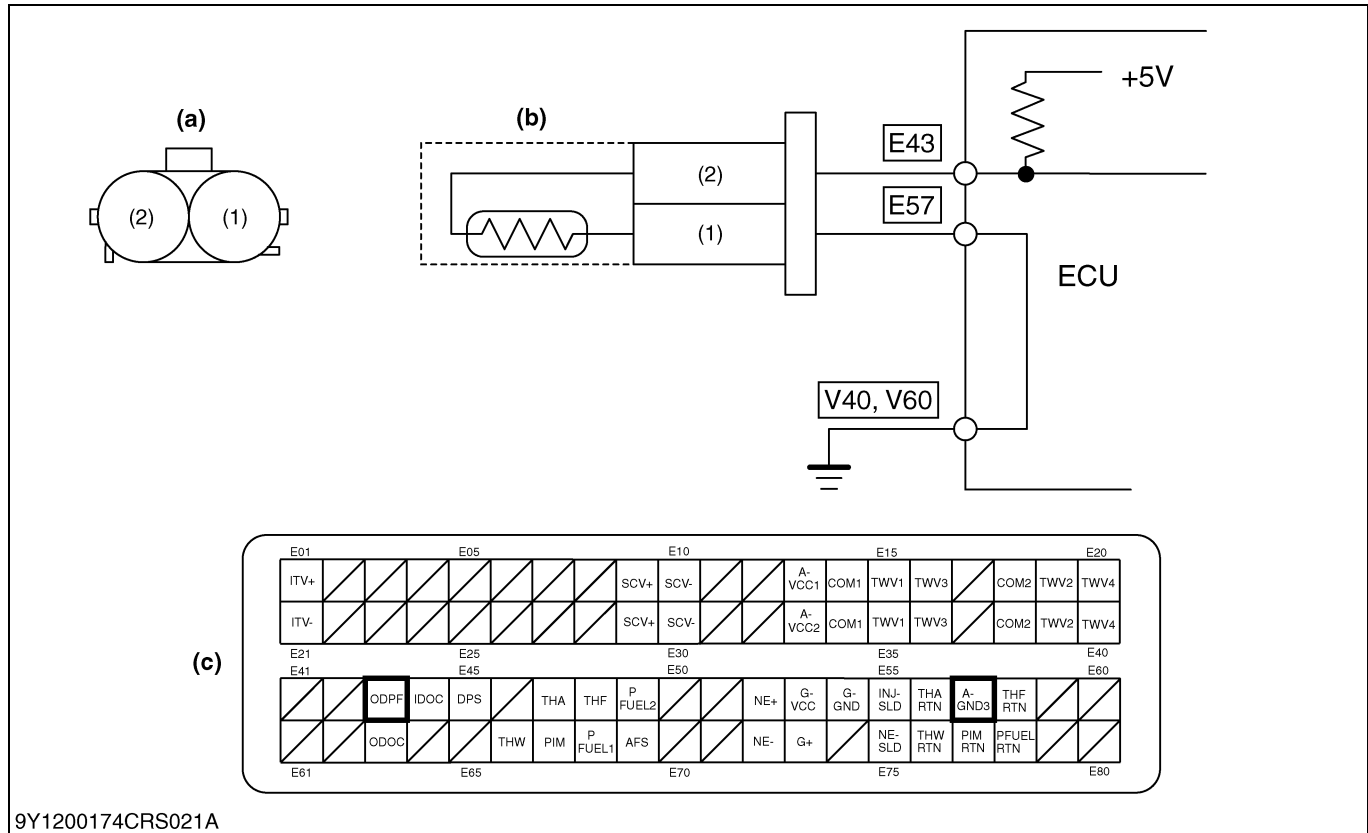 (a)
(2) (1)
(b)
(2)
(1)
E43
E57
+5V
ECU
V40, V60
(c)
E01 E05 E10 E15 E20
ITV+ SCV+ SCV- A-VCC1 COM1 TWV1 TWV3 COM2 TWV2 TWV4
ITV- SCV+ SCV- A-VCC2 COM1 TWV1 TWV3 COM2 TWV2 TWV4
E21 E25 E30 E35 E40
E41 E45 E50 E55 E60
ODPF IDOC DPS THA THF P FUEL2 NE+ G-VCC G-GND INJ-SLD THA RTN A-GND3 THF RTN
ODOC THW PIM P FUEL1 AFS NE- G+ NE-SLD THW RTN PIM RTN PFUEL RTN
E61 E65 E70 E75 E80
9Y1200174CRS021A